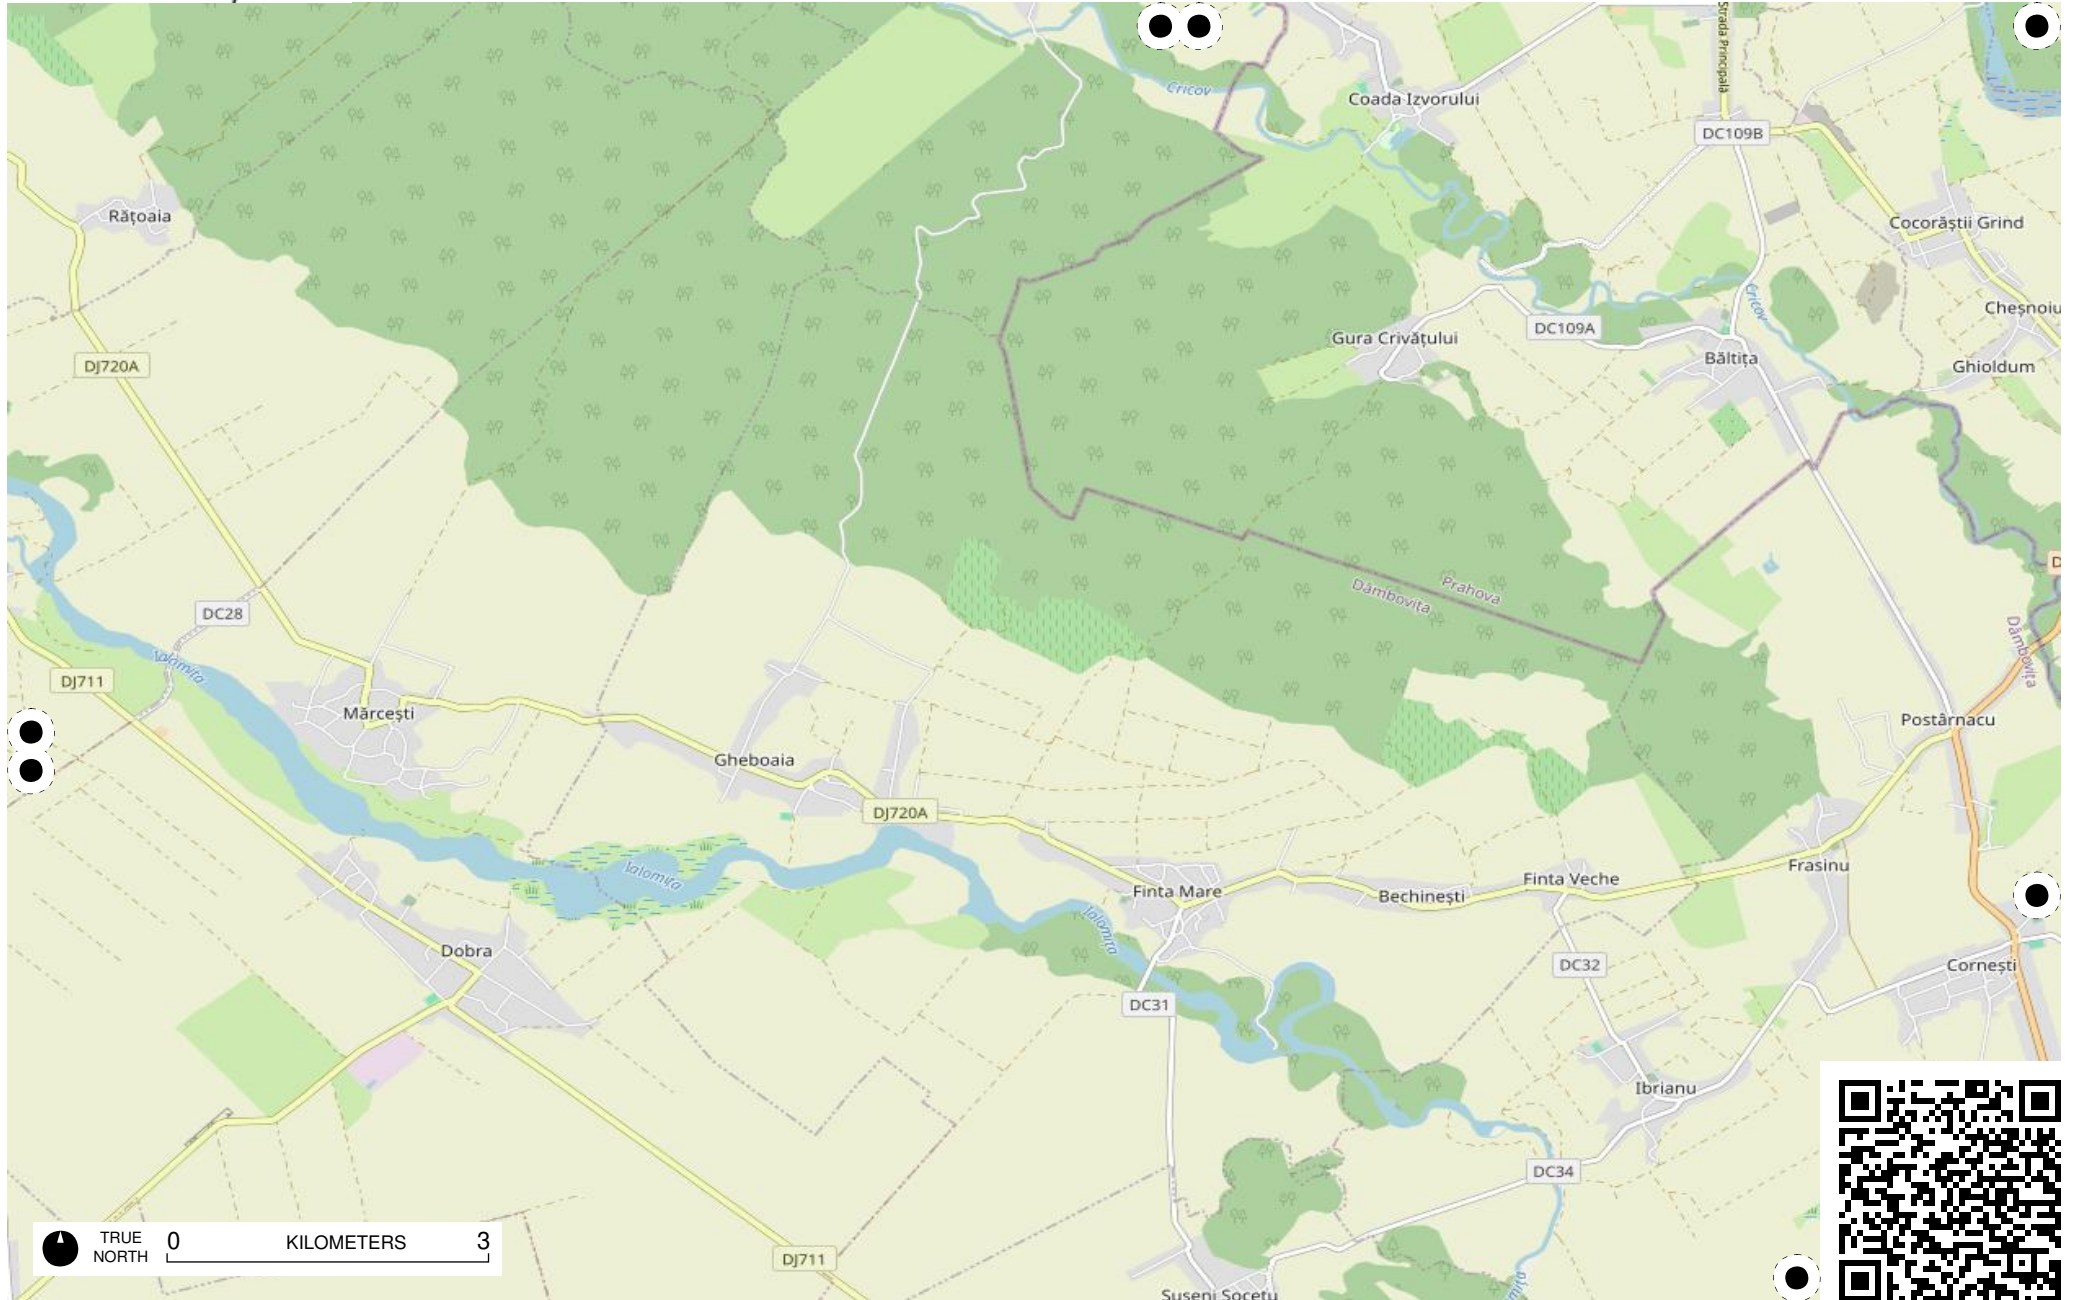 Cricov
Coada Izvorului
Strada Principală
DC109B
Rățoaia
Cocorăștii Grind
Cricov
Cheșnoiu
DC109A
Gura Crivățului
Băltița
Ghioldum
DJ720A
D
Prahova
Dâmbovița
DC28
Dâmbovița
Ialomița
DJ711
Mărcești
Postârnacu
Gheboaia
DJ720A
Frasinu
Ialomița
Finta Mare
Finta Veche
Bechinești
Ialomița
Dobra
DC32
Cornești
DC31
Ibrianu
DC34
TRUE
NORTH
0 KILOMETERS 3
DJ711
mița
Suseni Socetu